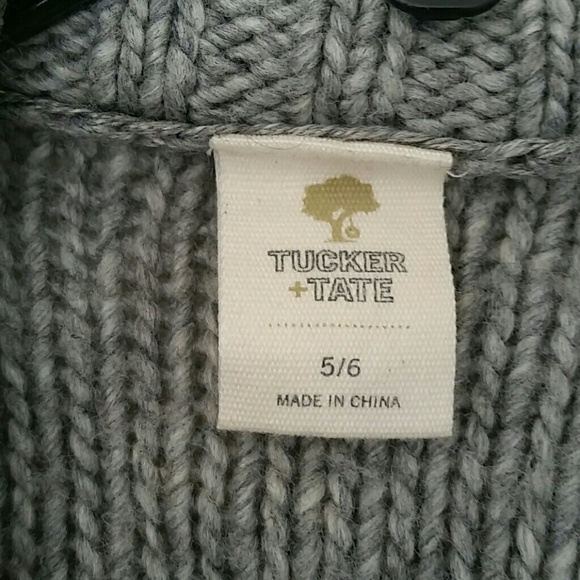 TUCKER
+TATE
5/6
MADE IN CHINA